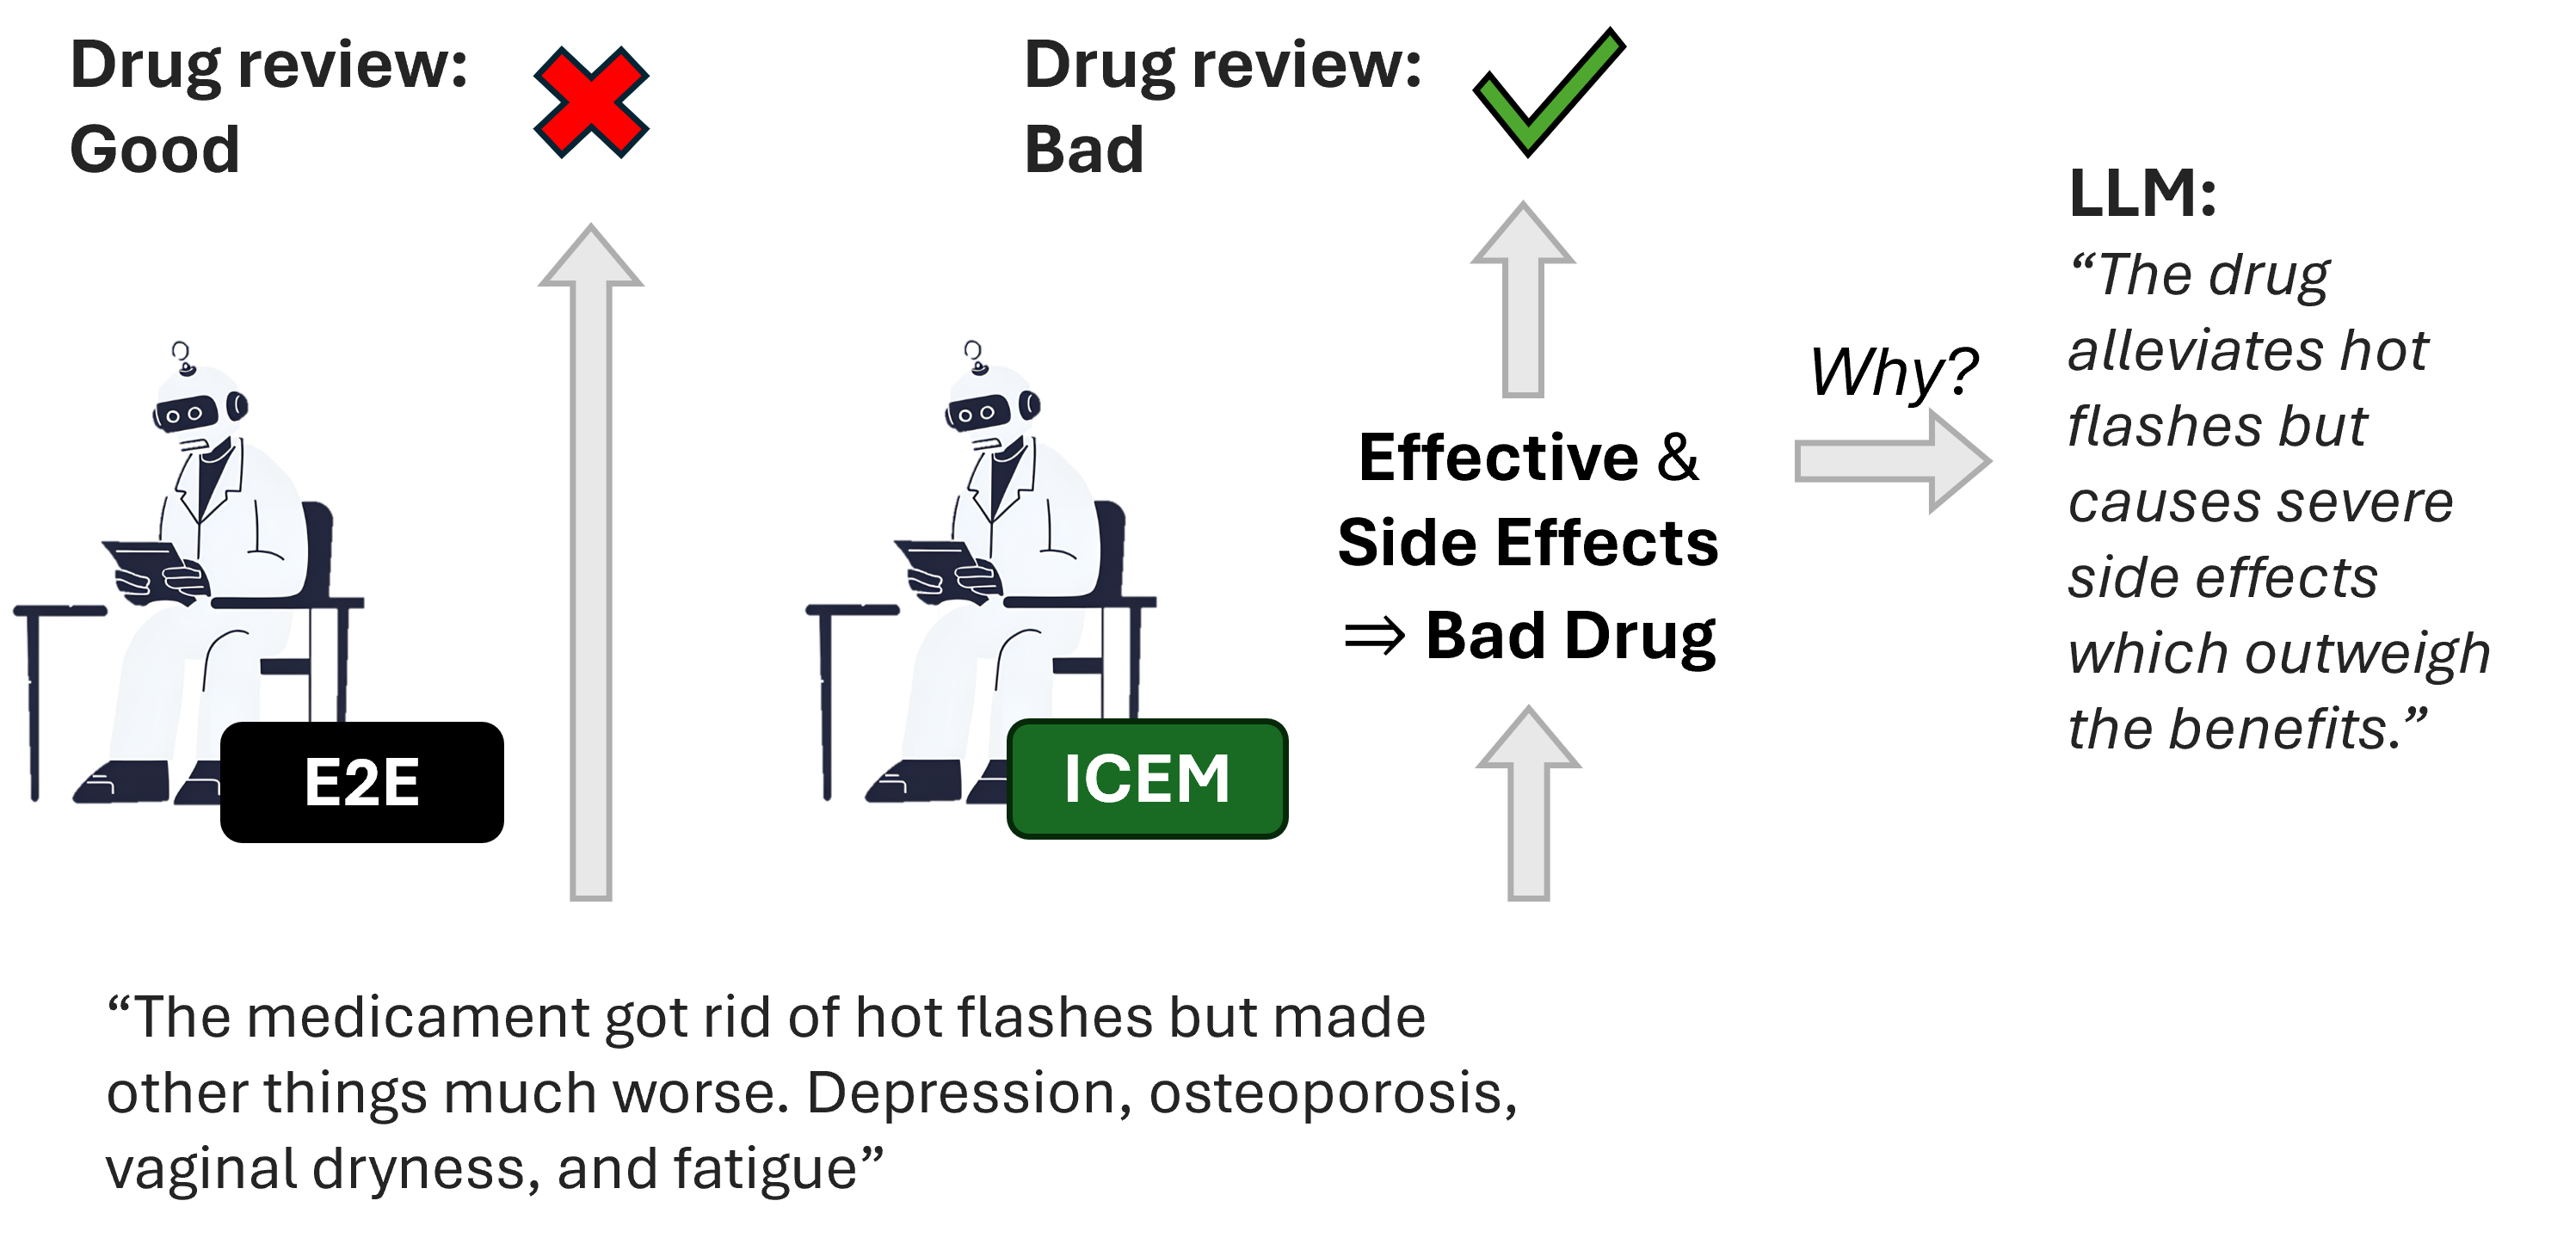 Drug review:
Good
Drug review:
Bad
LLM:
“The drug
alleviates hot
flashes but
causes severe
side effects
which outweigh
the benefits.”
Why?
Effective &
Side Effects
⇒ Bad Drug
E2E
ICEM
“The medicament got rid of hot flashes but made
other things much worse. Depression, osteoporosis,
vaginal dryness, and fatigue”